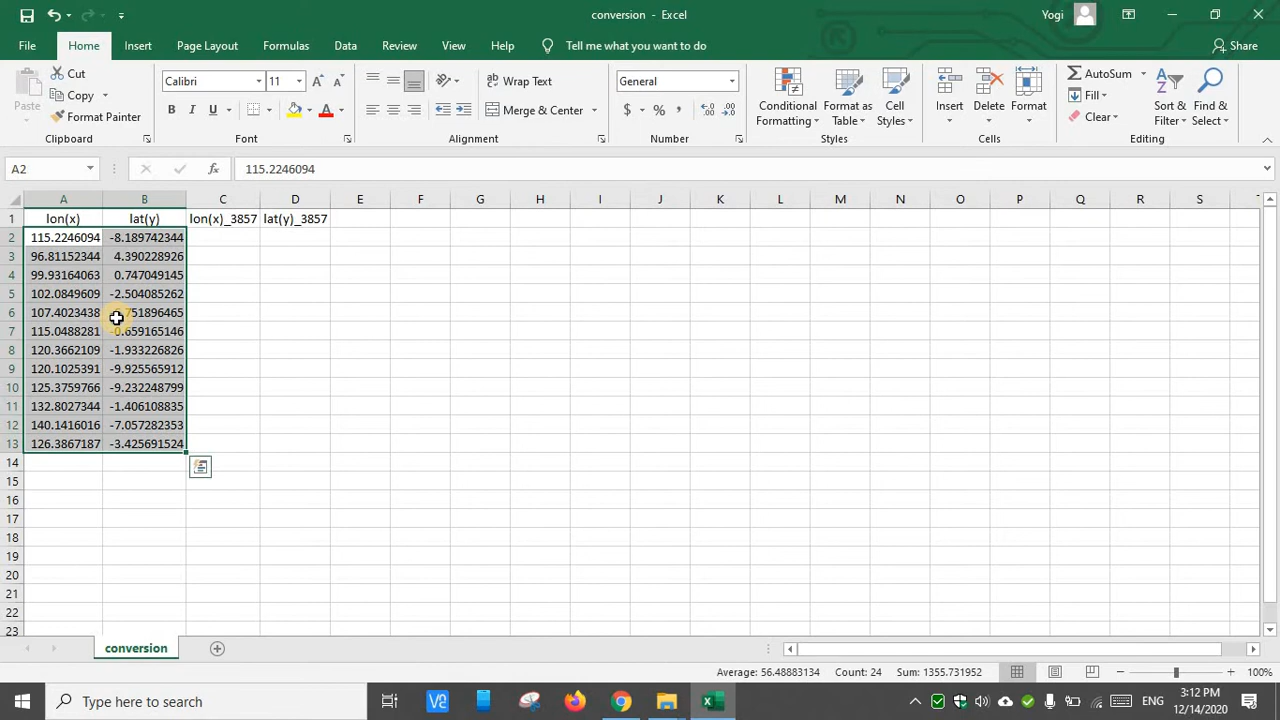 conversion - Excel
Yogi
File Home Insert Page Layout Formulas Data Review View Help Tell me what you want to do Share
Paste
Cut
Copy
Format Painter
Clipboard
Calibri 11
B I U
Font
Wrap Text
Merge & Center
Alignment
General
$ % ,
Number
Conditional Formatting
Format as Table
Cell Styles
Styles
Insert Delete Format
Cells
AutoSum
Fill
Clear
Sort & Filter
Find & Select
Editing
A2 fx 115.2246094
A B C D E F G H I J K L M N O P Q R S
1 lon(x) lat(y) lon(x)_3857 lat(y)_3857
2 115.2246094 -8.189742344
3 96.81152344 4.390228926
4 99.93164063 0.747049145
5 102.0849609 -2.504085262
6 107.4023438 751896465
7 115.0488281 -0.659165146
8 120.3662109 -1.933226826
9 120.1025391 -9.925565912
10 125.3759766 -9.232248799
11 132.8027344 -1.406108835
12 140.1416016 -7.057282353
13 126.3867187 -3.425691524
14
15
16
17
18
19
20
21
22
23
conversion
Average: 56.48883134 Count: 24 Sum: 1355.731952 100%
Type here to search
ENG
3:12 PM
12/14/2020